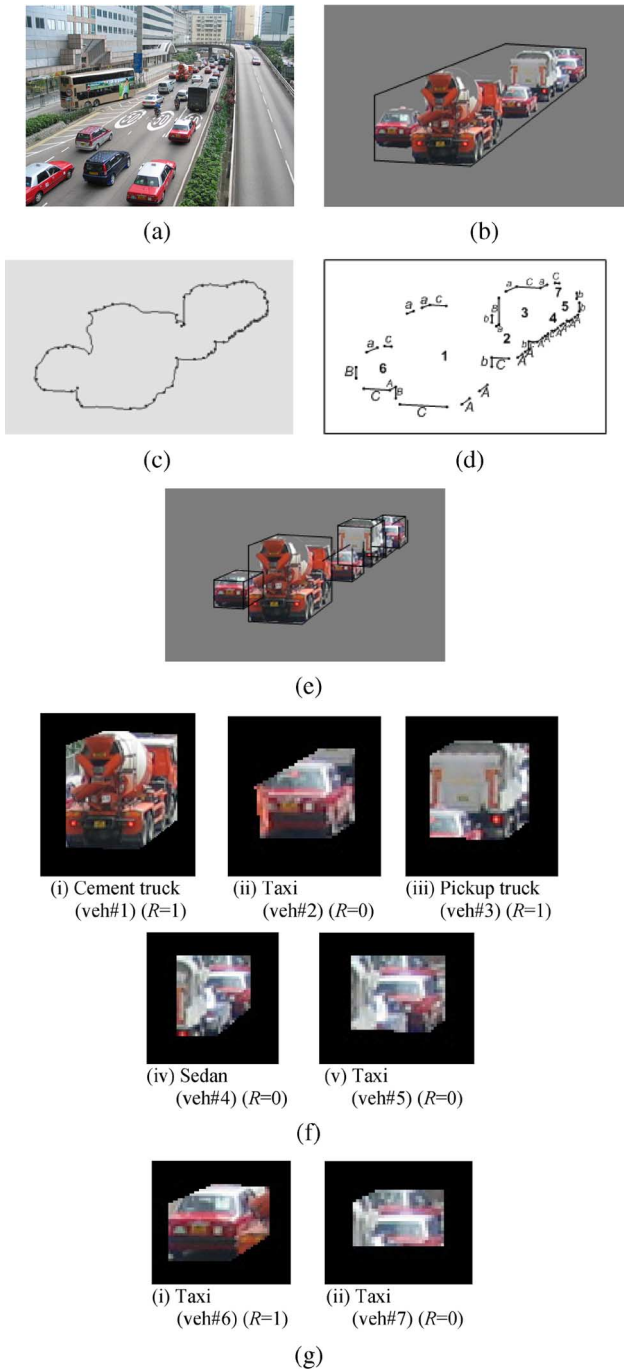 (a)
(b)
(c)
a a c
a C a C
B b a
7
3
5
b
b
4
a c
6
1
2
b C
B
C
A
B
C
A
A
A
(d)
(e)
(i) Cement truck
(veh#1) (R=1)
(ii) Taxi
(veh#2) (R=0)
(iii) Pickup truck
(veh#3) (R=1)
(iv) Sedan
(veh#4) (R=0)
(v) Taxi
(veh#5) (R=0)
(f)
(i) Taxi
(veh#6) (R=1)
(ii) Taxi
(veh#7) (R=0)
(g)